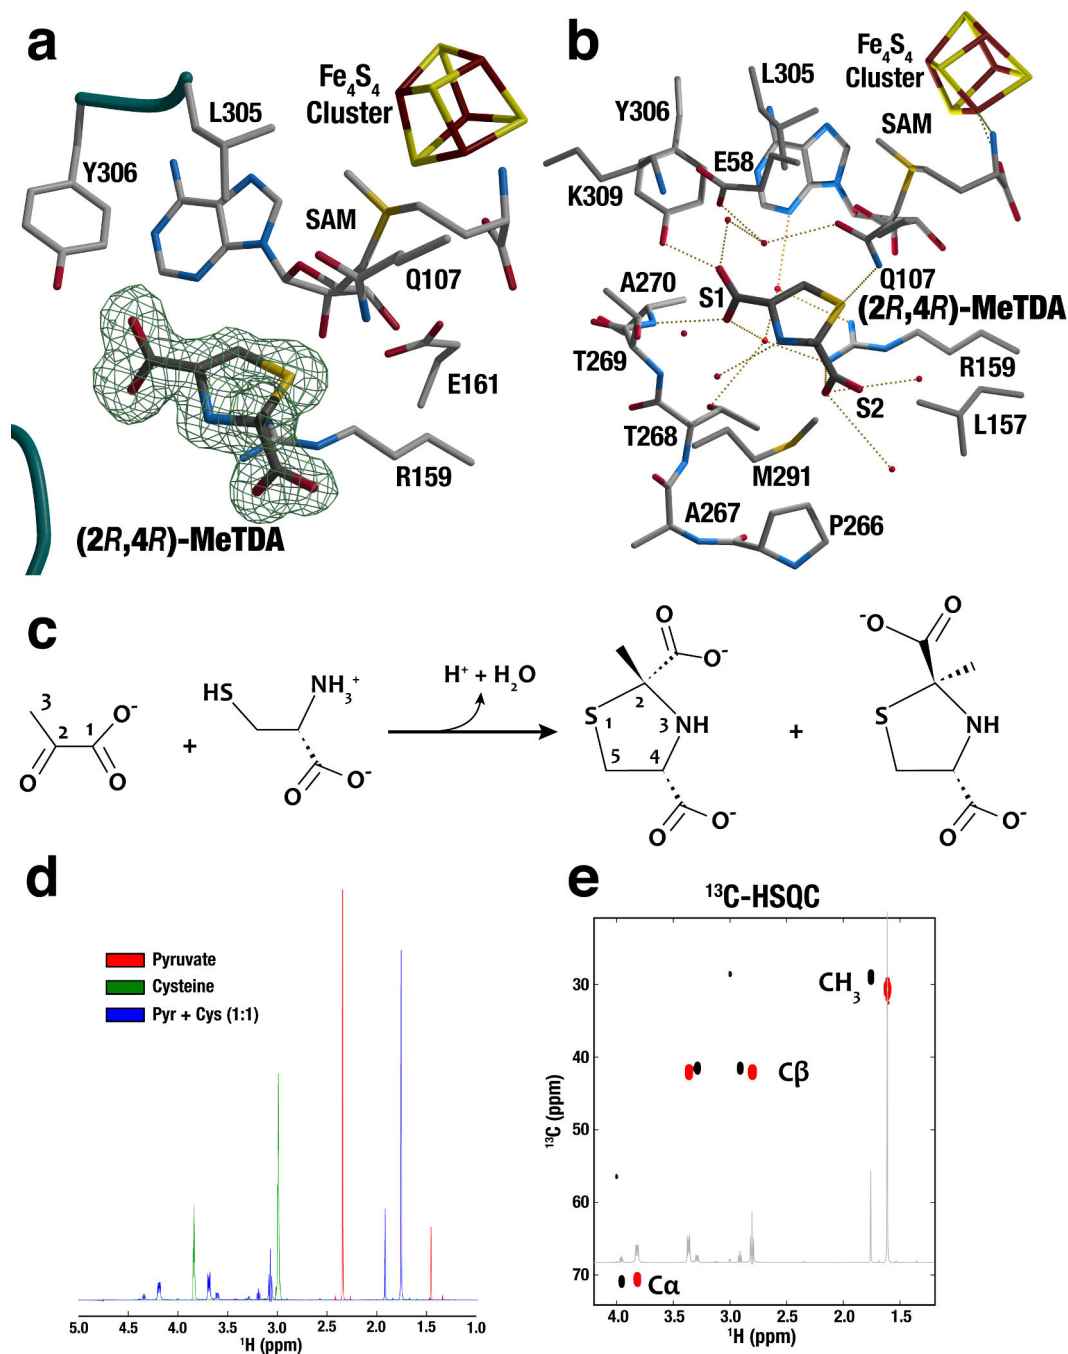 a
Fe4S4
Cluster
L305
Y306
SAM
Q107
E161
R159
(2R,4R)-MeTDA
b
Fe4S4
Cluster
L305
Y306
SAM
E58
K309
A270
S1
Q107
(2R,4R)-MeTDA
T269
R159
S2
L157
T268
M291
A267
P266
c
3
2
1
O-
O
O
+
HS
NH3+
O
O-
H+ + H2O
O
O-
2
S
1
3
NH
5
4
O
O-
+
-O
O
S
NH
O
O-
d
Pyruvate
Cysteine
Pyr + Cys (1:1)
5.0 4.5 4.0 3.5 3.0 2.5 2.0 1.5 1.0
1H (ppm)
e
13C-HSQC
13C (ppm)
30
40
50
60
70
CH3
Cβ
Cα
4.0 3.5 3.0 2.5 2.0 1.5
1H (ppm)